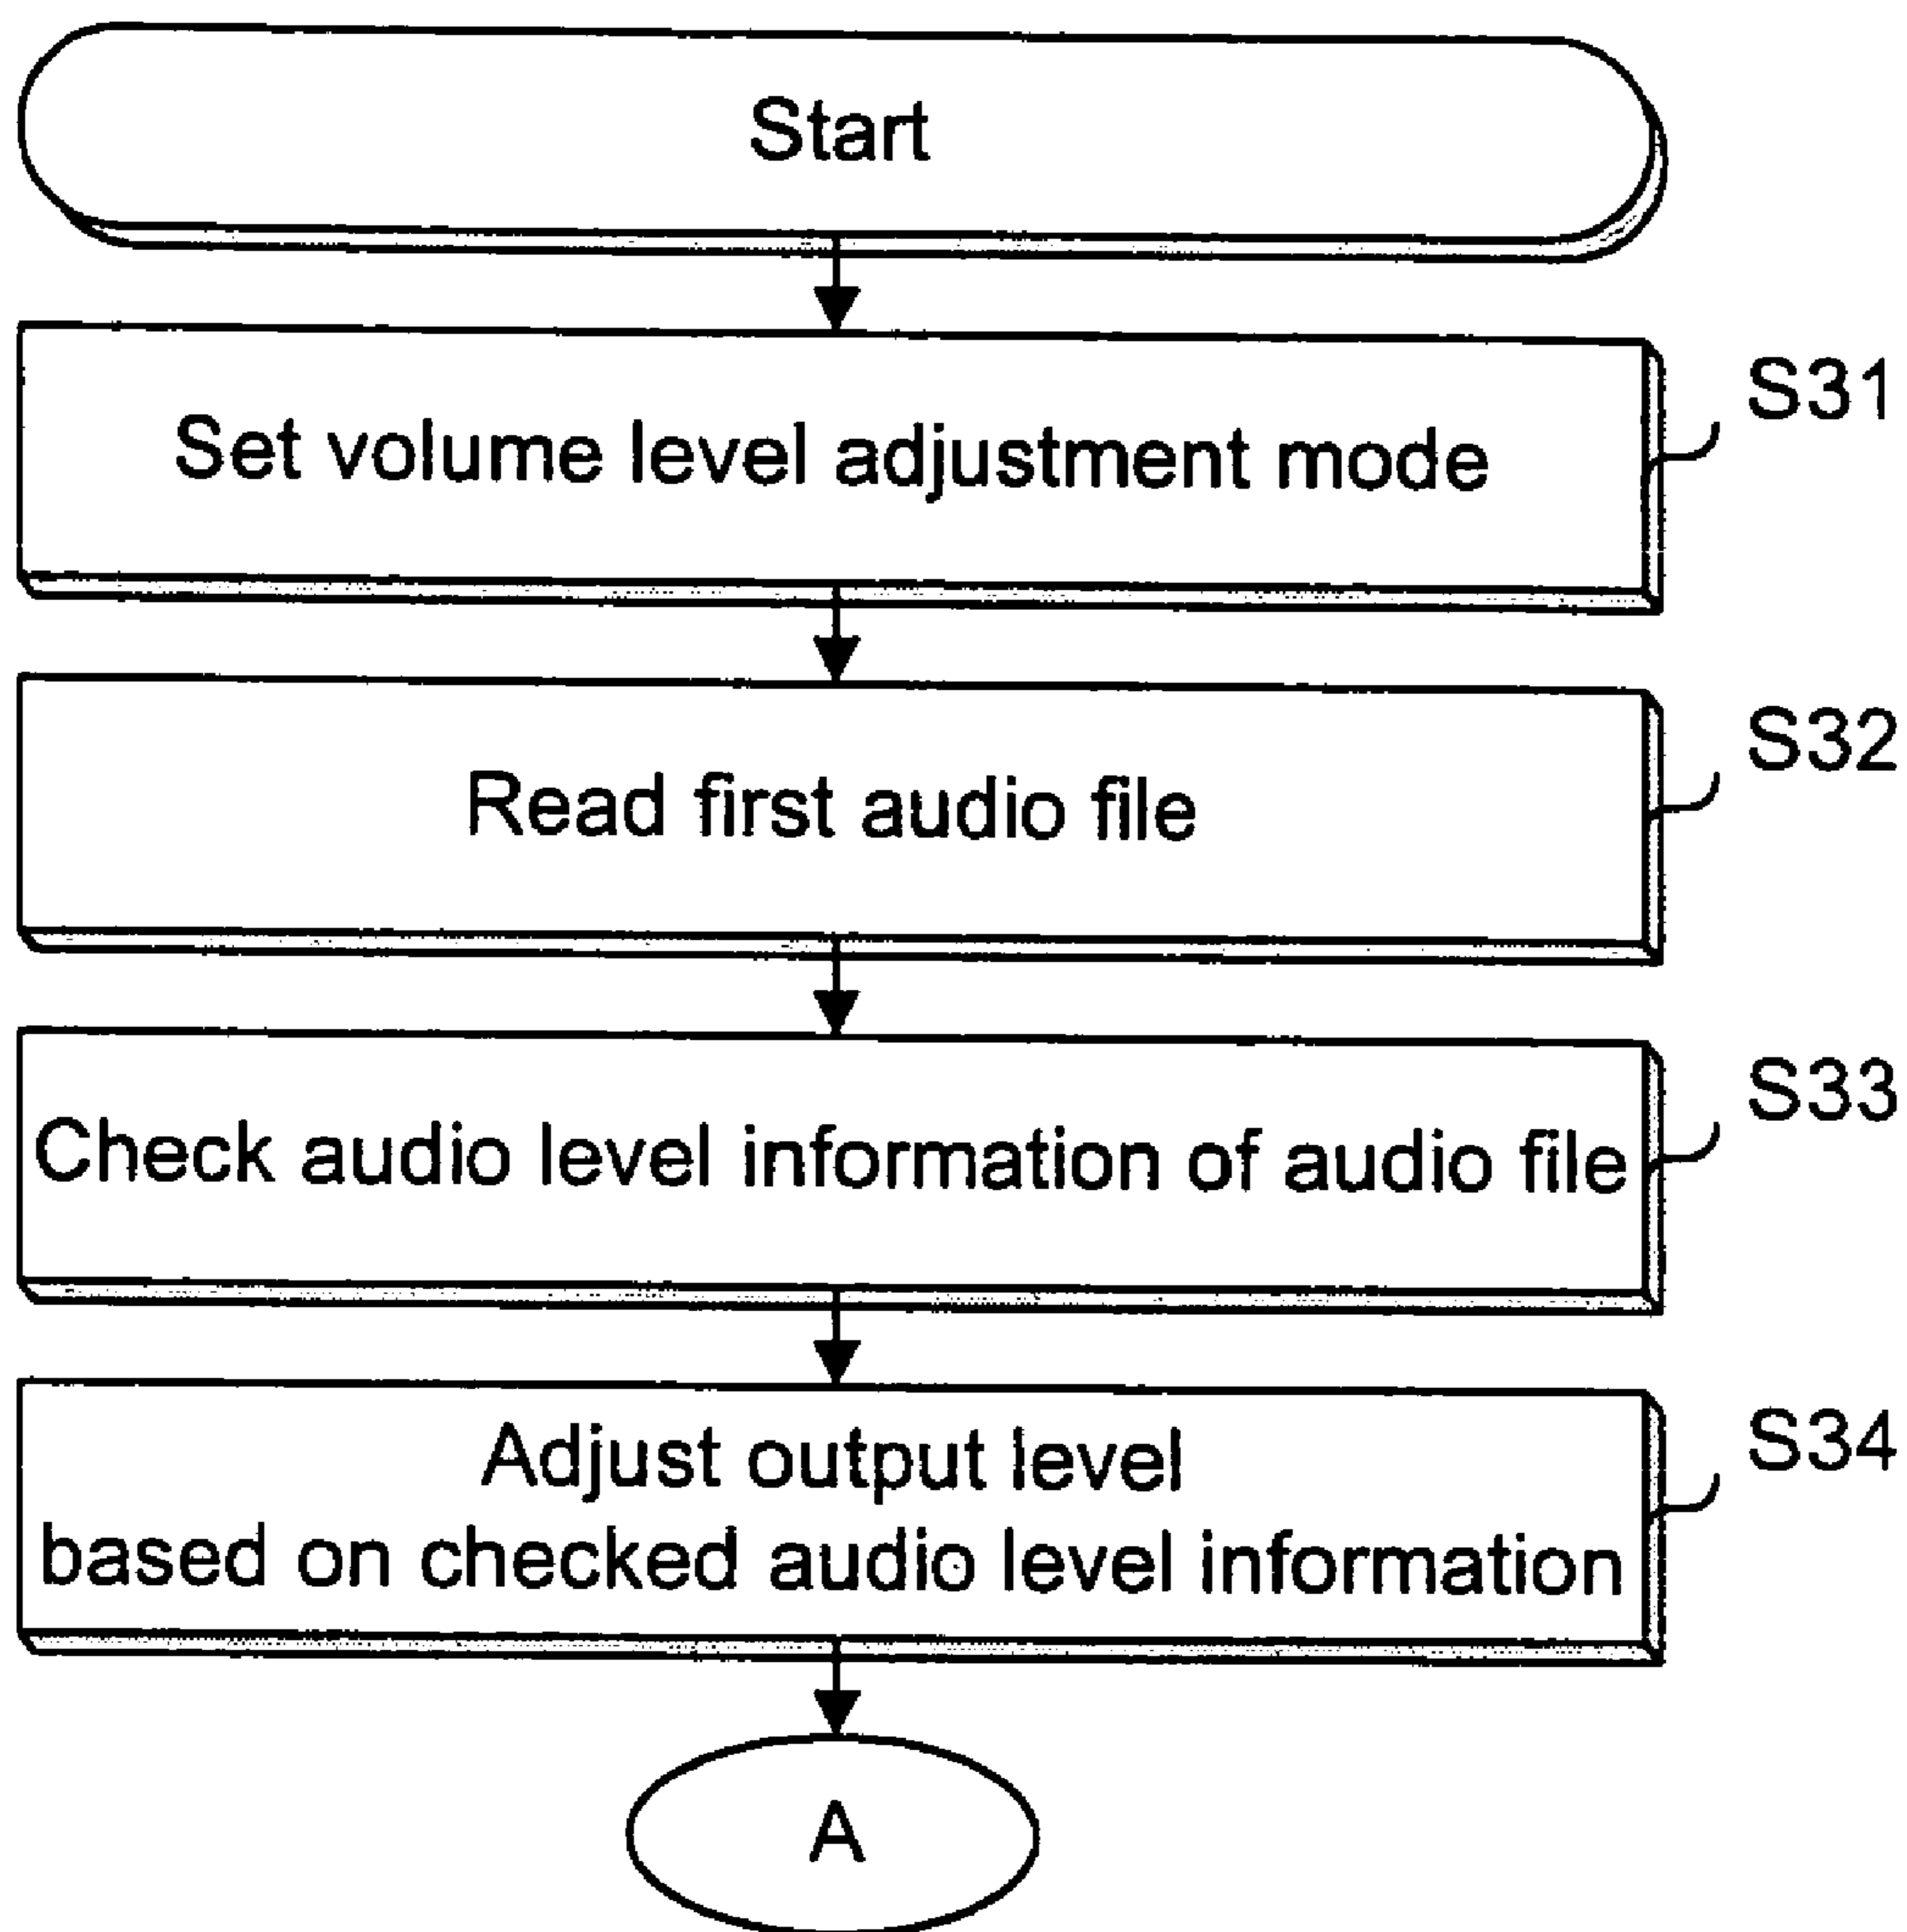 Start
Set volume level adjustment mode
S31
Read first audio file
S32
Check audio level information of audio file
S33
Adjust output level
based on checked audio level information
S34
A